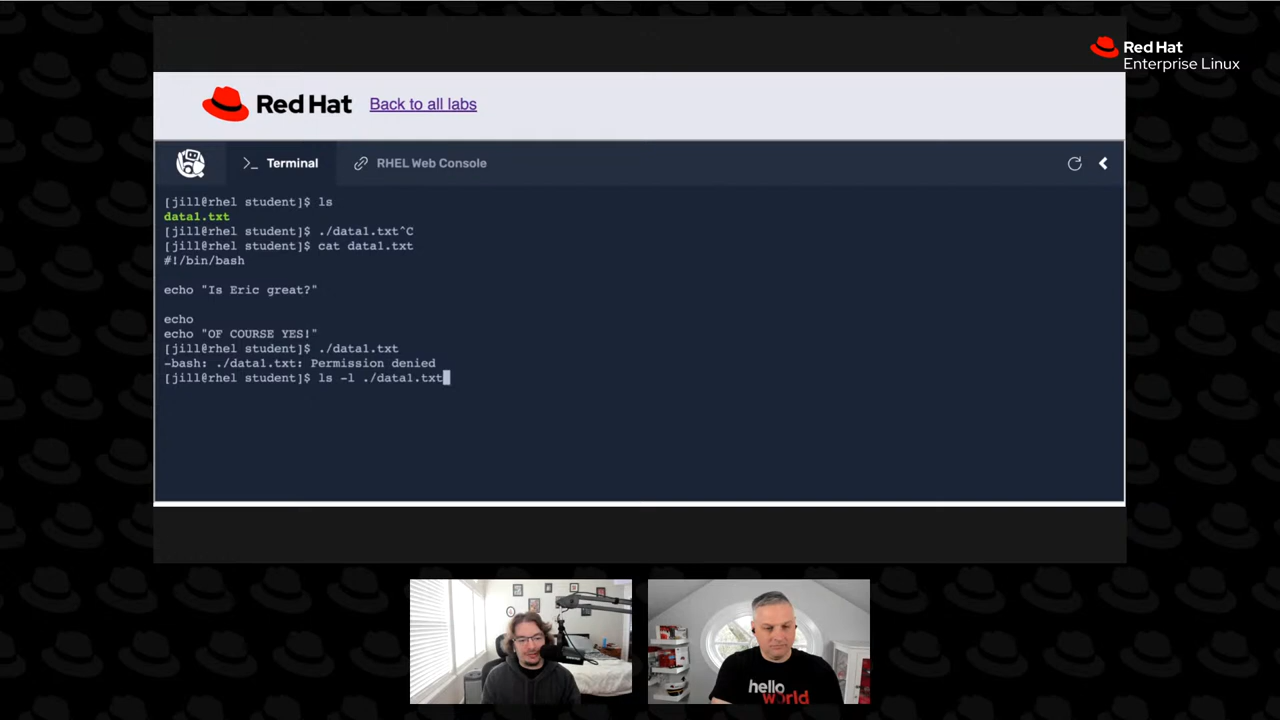 Red Hat
Enterprise Linux
Red Hat
Back to all labs
>_ Terminal
RHEL Web Console
[jill@rhel student]$ ls
data1.txt
[jill@rhel student]$ ./data1.txt^C
[jill@rhel student]$ cat data1.txt
#!/bin/bash
echo "Is Eric great?"
echo
echo "OF COURSE YES!"
[jill@rhel student]$ ./data1.txt
-bash: ./data1.txt: Permission denied
[jill@rhel student]$ ls -l ./data1.txt
hello
world